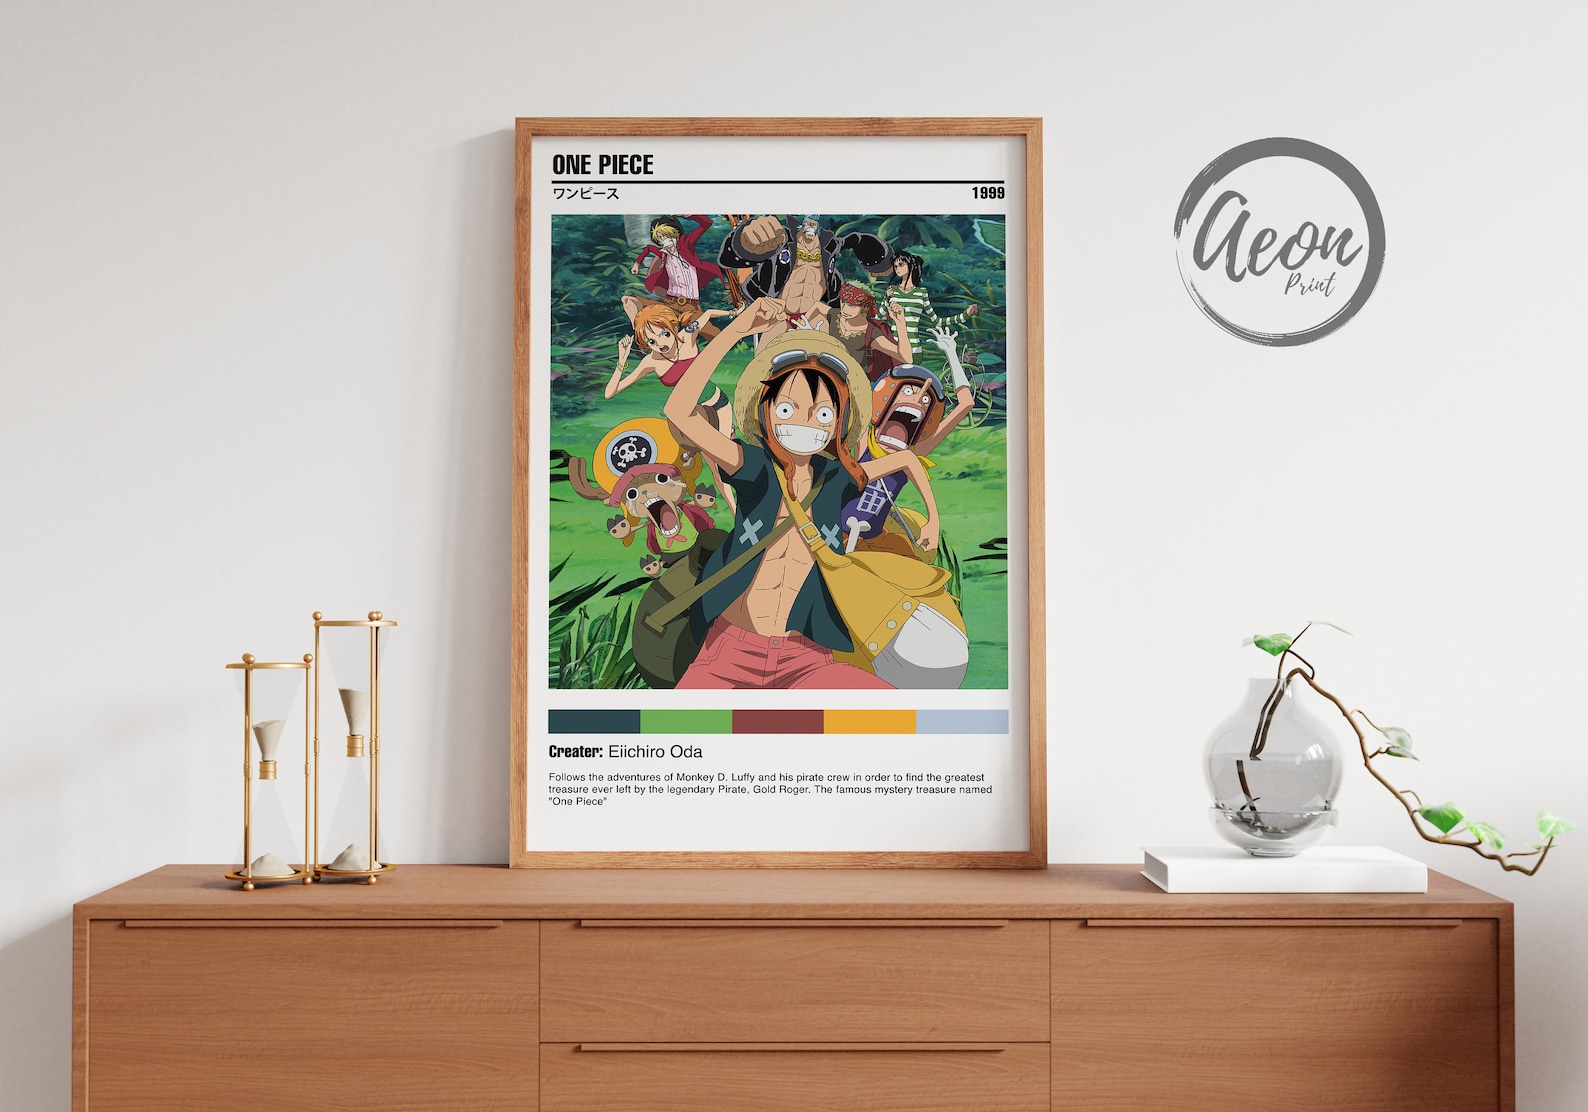 ONE PIECE
ワンピース
1999
宙
Creater: Eiichiro Oda
Follows the adventures of Monkey D. Luffy and his pirate crew in order to find the greatest
treasure ever left by the legendary Pirate, Gold Roger. The famous mystery treasure named
"One Piece"
Aeon
Print